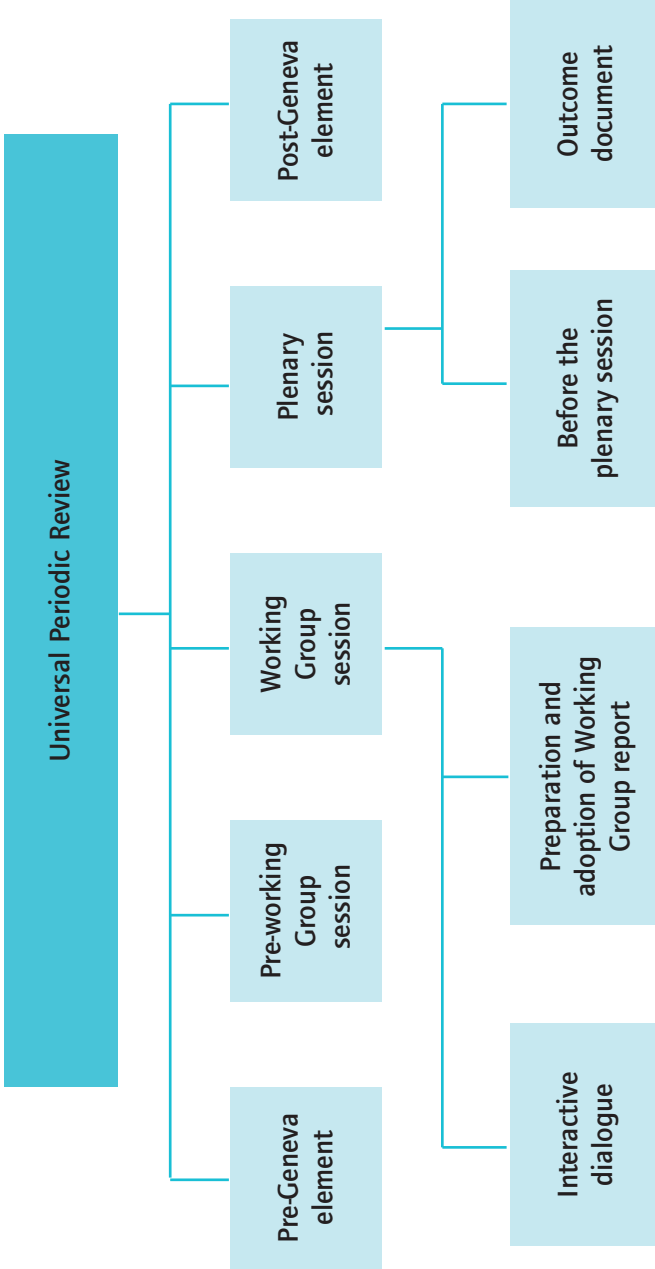 Universal Periodic Review
Pre-Geneva
element
Pre-working
Group
session
Working
Group
session
Plenary
session
Post-Geneva
element
Interactive
dialogue
Preparation and
adoption of Working
Group report
Before the
plenary session
Outcome
document